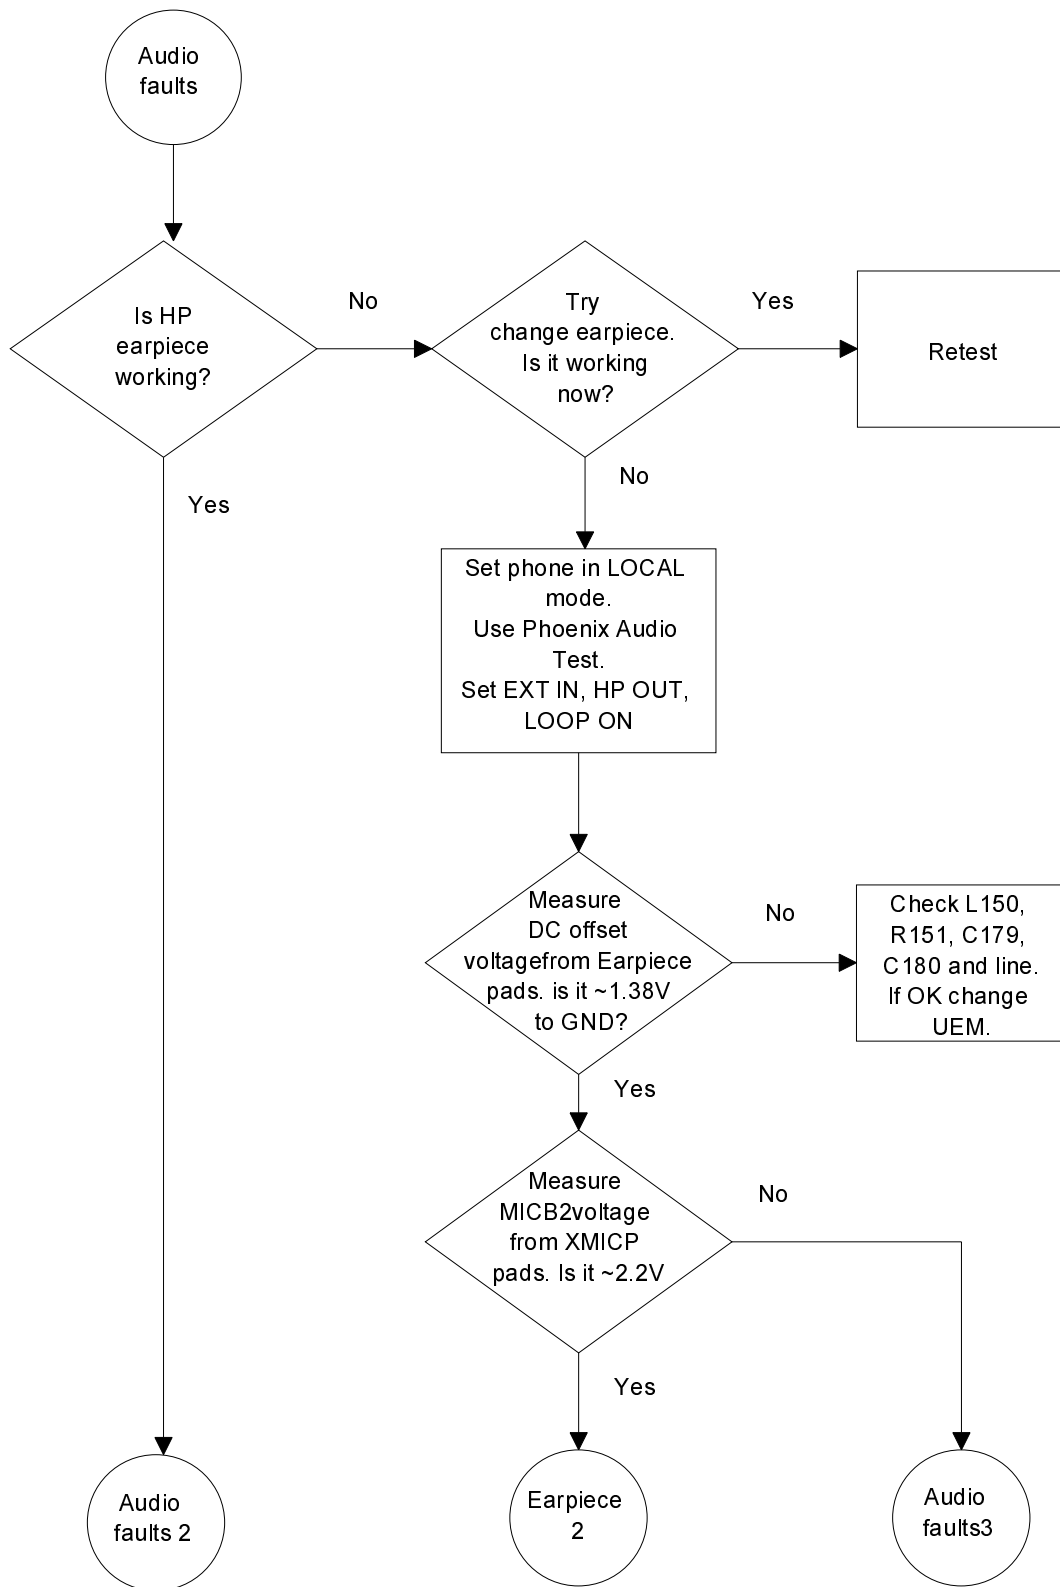 Audio
faults
Is HP
earpiece
working?
No
Try
change earpiece.
Is it working
now?
Yes
Retest
Yes
No
Set phone in LOCAL
mode.
Use Phoenix Audio
Test.
Set EXT IN, HP OUT,
LOOP ON
Measure
DC offset
voltagefrom Earpiece
pads. is it ~1.38V
to GND?
No
Check L150,
R151, C179,
C180 and line.
If OK change
UEM.
Yes
Measure
MICB2voltage
from XMICP
pads. Is it ~2.2V
No
Yes
Audio
faults 2
Earpiece
2
Audio
faults3